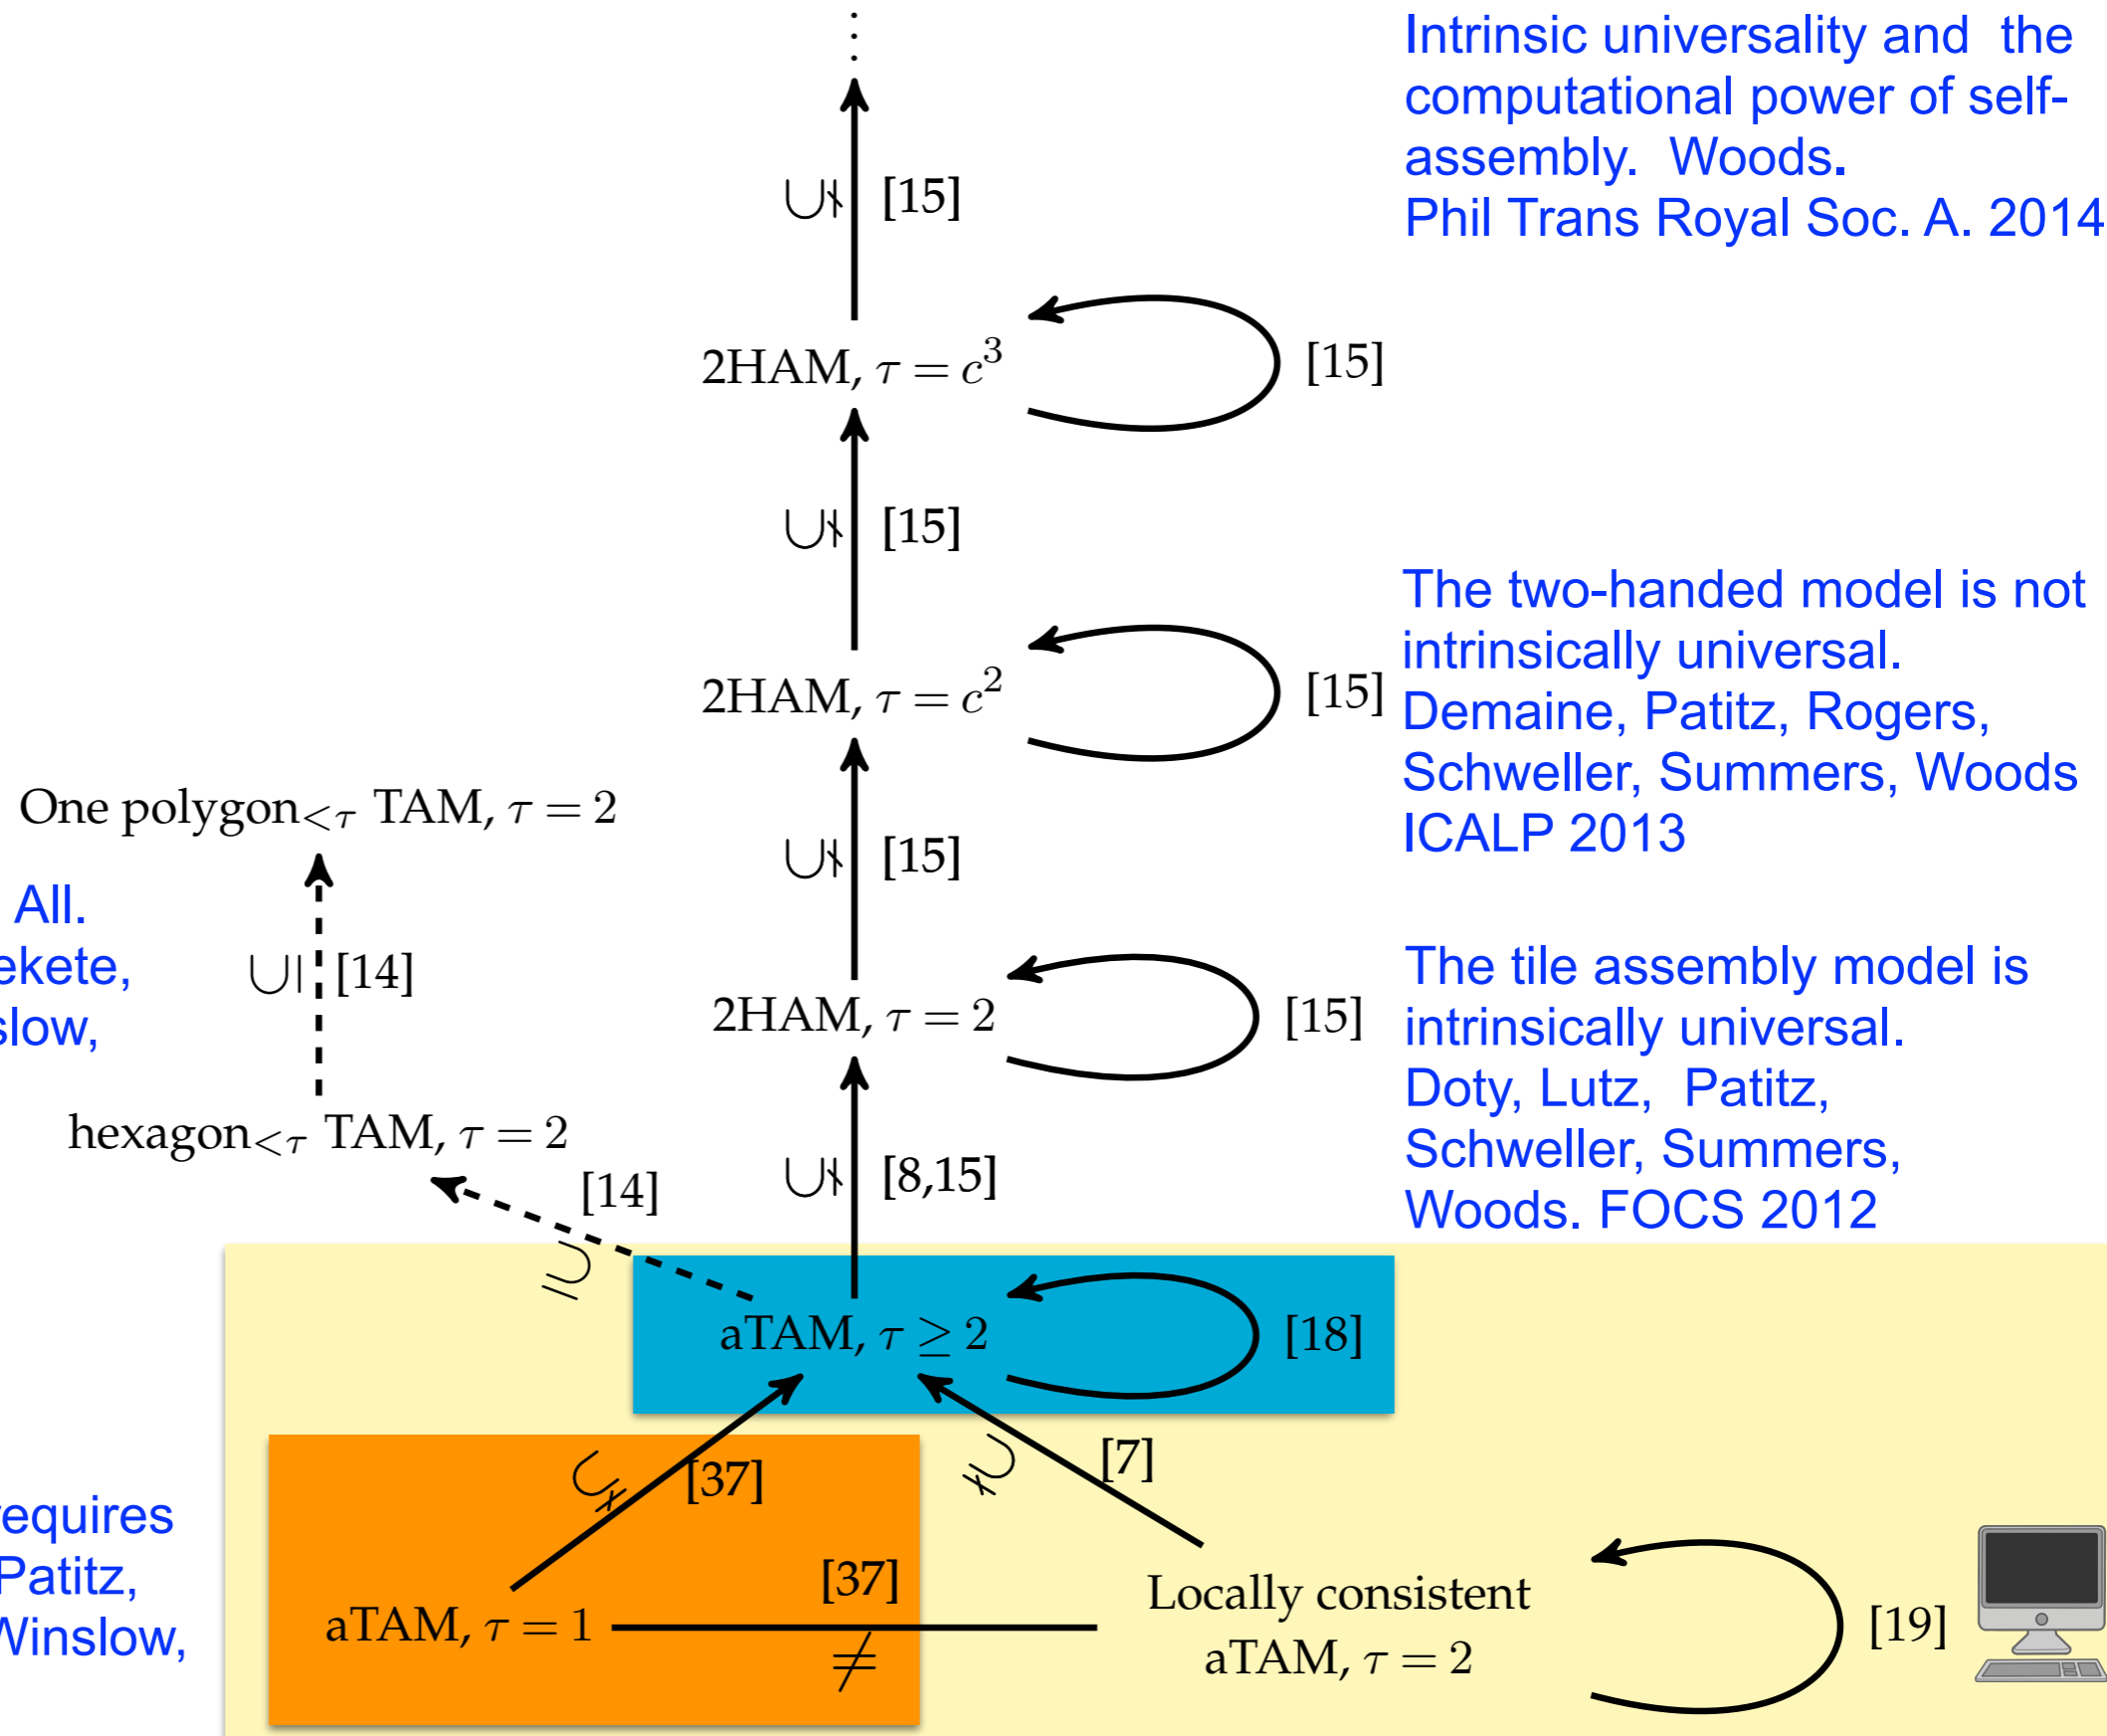 Intrinsic universality and the
computational power of self-
assembly. Woods.
Phil Trans Royal Soc. A. 2014
⋮
∪∤ [15]
2HAM, τ = c³
[15]
∪∤ [15]
2HAM, τ = c²
[15]
The two-handed model is not
intrinsically universal.
Demaine, Patitz, Rogers,
Schweller, Summers, Woods
ICALP 2013
One polygon<τ TAM, τ = 2
∪∤ [15]
All.
ekete,
slow,
∪| [14]
2HAM, τ = 2
[15]
The tile assembly model is
intrinsically universal.
Doty, Lutz, Patitz,
Schweller, Summers,
Woods. FOCS 2012
hexagon<τ TAM, τ = 2
[14]
⊆
∪∤ [8,15]
aTAM, τ ≥ 2
[18]
⊊ [37]
⊊ [7]
requires
Patitz,
Winslow,
aTAM, τ = 1
[37]
≠
Locally consistent
aTAM, τ = 2
[19]